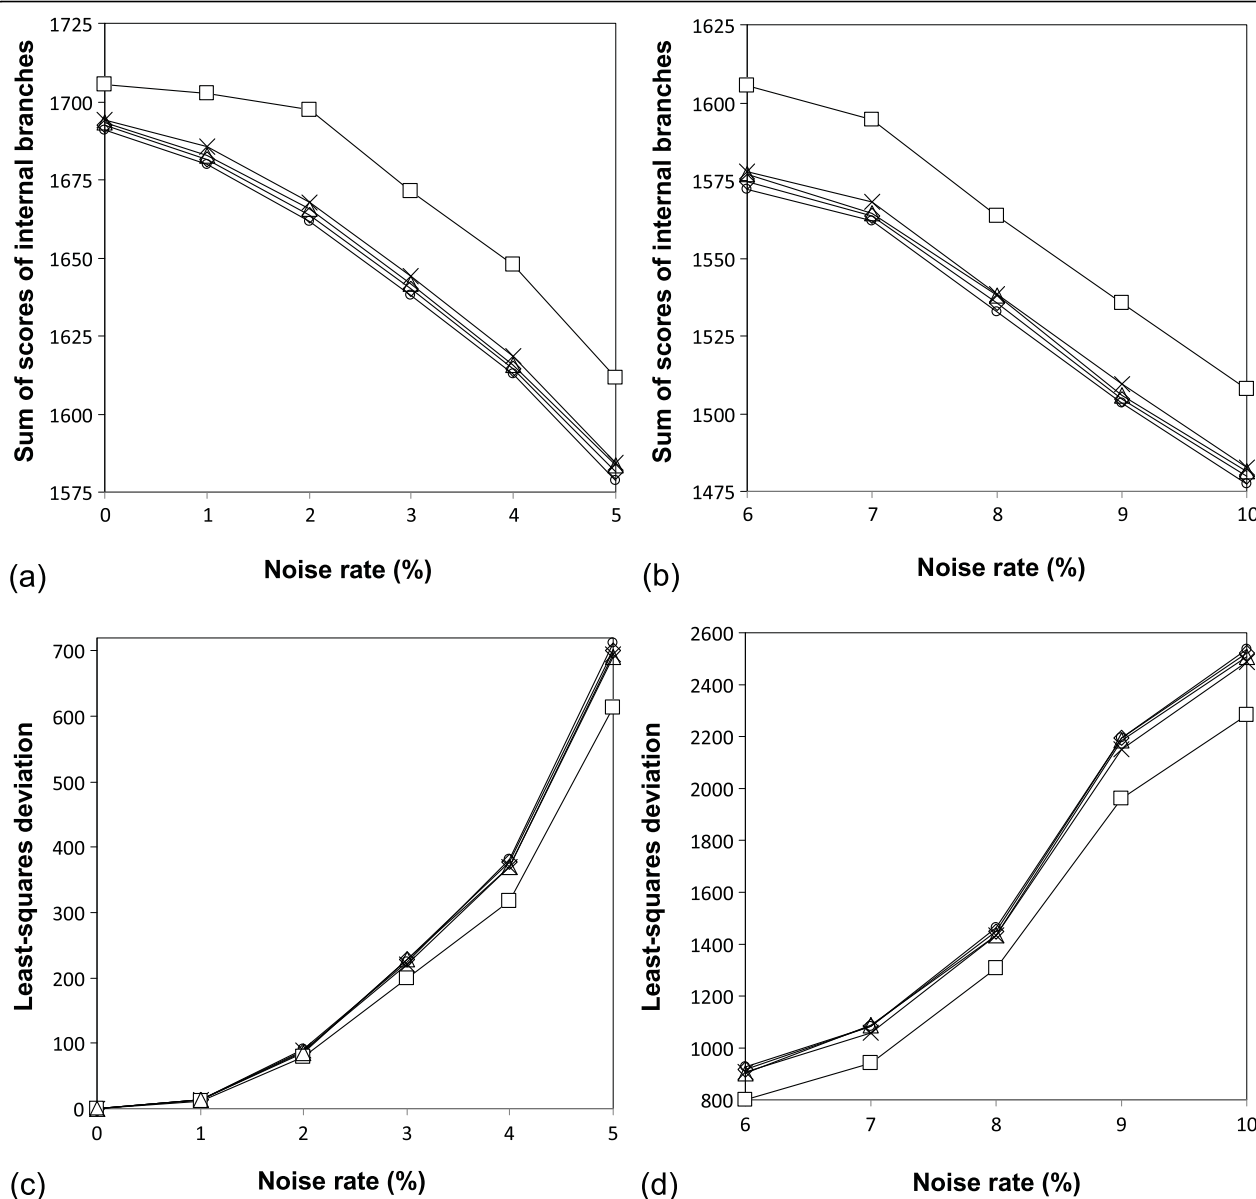 1725
1700
1675
1650
1625
1600
1575
Sum of scores of internal branches
0 1 2 3 4 5
Noise rate (%)
(a)
1625
1600
1575
1550
1525
1500
1475
Sum of scores of internal branches
6 7 8 9 10
Noise rate (%)
(b)
700
600
500
400
300
200
100
0
Least-squares deviation
0 1 2 3 4 5
Noise rate (%)
(c)
2600
2400
2200
2000
1800
1600
1400
1200
1000
800
Least-squares deviation
6 7 8 9 10
Noise rate (%)
(d)